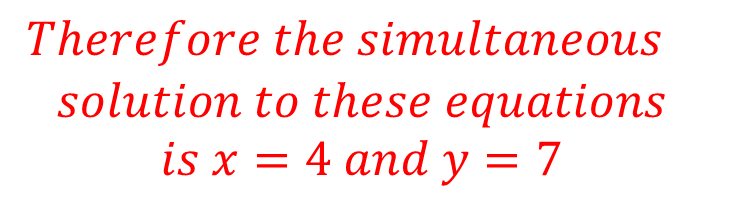 Therefore the simultaneous
solution to these equations
is x = 4 and y = 7